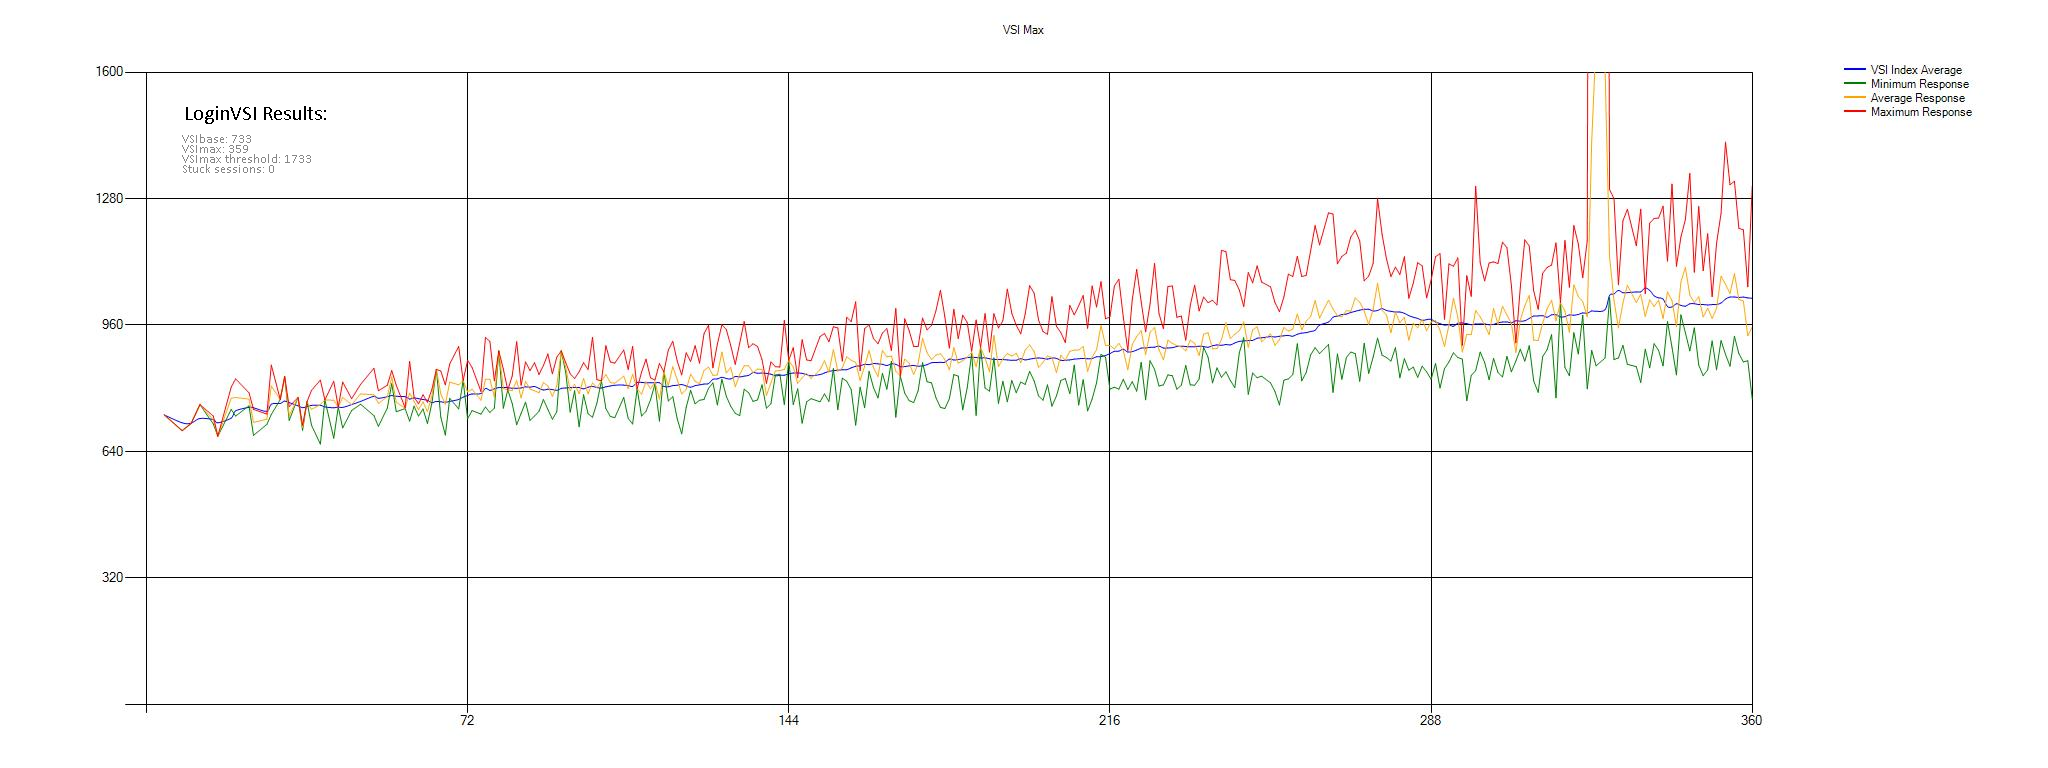 VSI Max
1600
1280
960
640
320
LoginVSI Results:
VSIbase: 733
VSImax: 359
VSImax threshold: 1733
Stuck sessions: 0
VSI Index Average
Minimum Response
Average Response
Maximum Response
72
144
216
288
360